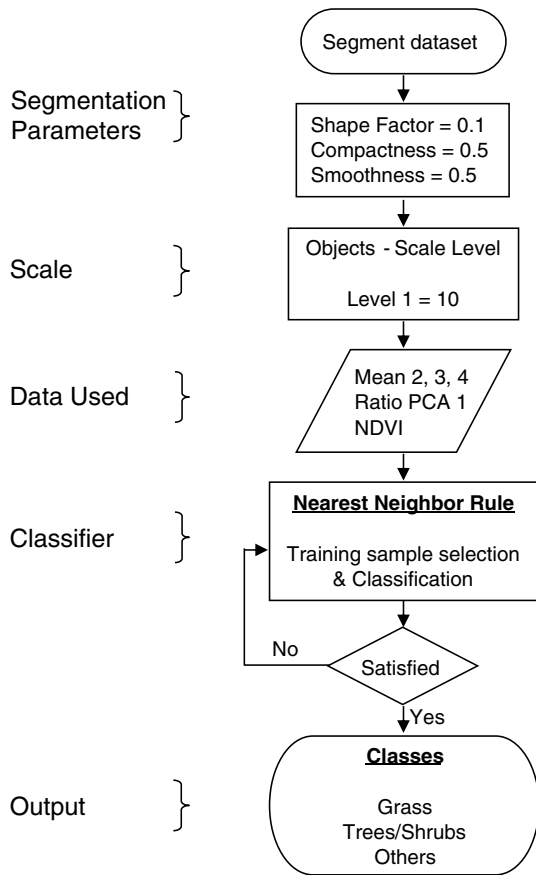 Segment dataset
Segmentation
Parameters
Shape Factor = 0.1
Compactness = 0.5
Smoothness = 0.5
Scale
Objects - Scale Level
Level 1 = 10
Data Used
Mean 2, 3, 4
Ratio PCA 1
NDVI
Classifier
Nearest Neighbor Rule
Training sample selection
& Classification
No
Satisfied
Yes
Output
Classes
Grass
Trees/Shrubs
Others